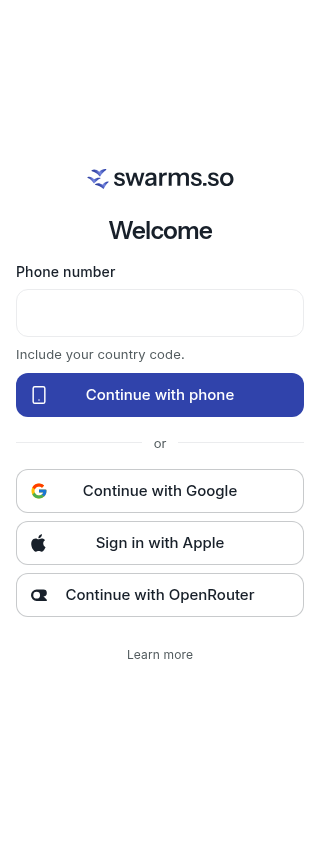 swarms.so
Welcome
Phone number
Include your country code.
Continue with phone
or
Continue with Google
Sign in with Apple
Continue with OpenRouter
Learn more